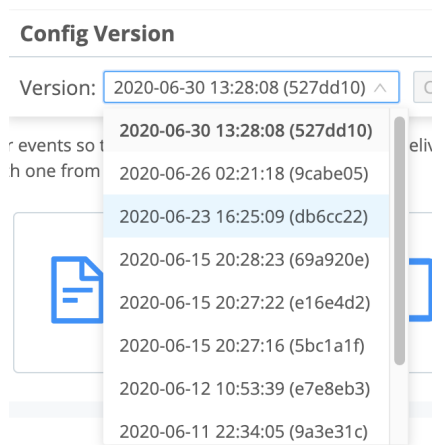 Config Version
Version: 2020-06-30 13:28:08 (527dd10)
2020-06-30 13:28:08 (527dd10)
events so
2020-06-26 02:21:18 (9cabe05)
one from
2020-06-23 16:25:09 (db6cc22)
2020-06-15 20:28:23 (69a920e)
2020-06-15 20:27:22 (e16e4d2)
2020-06-15 20:27:16 (5bc1a1f)
2020-06-12 10:53:39 (e7e8eb3)
2020-06-11 22:34:05 (9a3e31c)